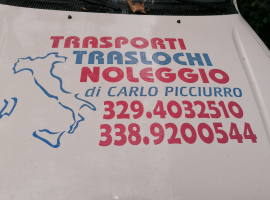 TRASPORTI
TRASLOCHI
NOLEGGIO
di CARLO PICCIURRO
329.4032510
338.9200544